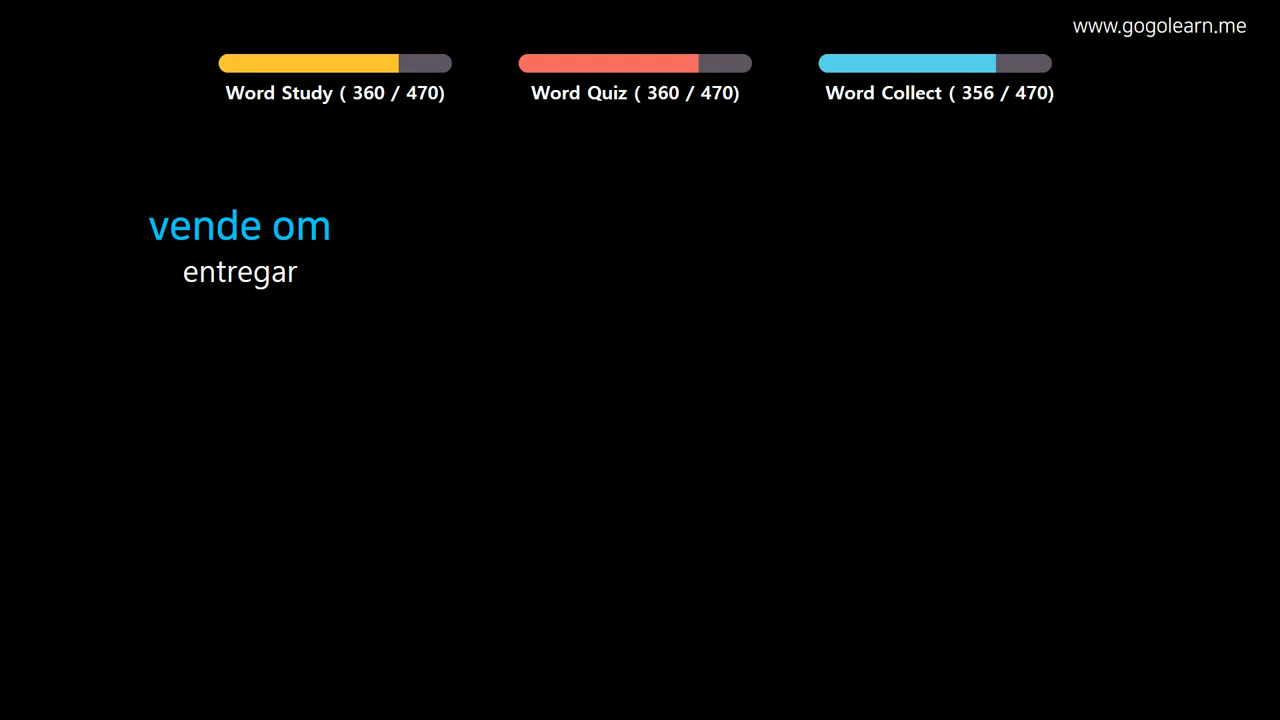 www.gogolearn.me
Word Study ( 360 / 470)
Word Quiz ( 360 / 470)
Word Collect ( 356 / 470)
vende om
entregar